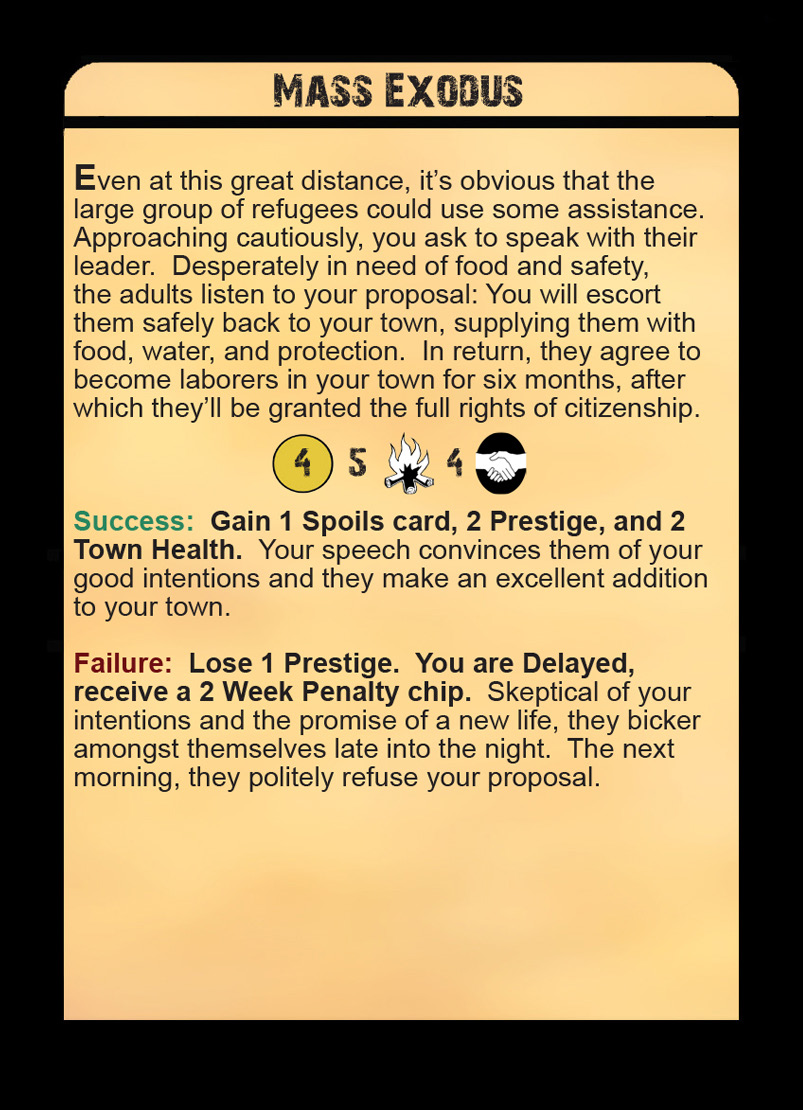 Mass Exodus
Even at this great distance, it’s obvious that the
large group of refugees could use some assistance.
Approaching cautiously, you ask to speak with their
leader.  Desperately in need of food and safety,
the adults listen to your proposal: You will escort
them safely back to your town, supplying them with
food, water, and protection.  In return, they agree to
become laborers in your town for six months, after
which they’ll be granted the full rights of citizenship.
4 5 4
Success:  Gain 1 Spoils card, 2 Prestige, and 2
Town Health.  Your speech convinces them of your
good intentions and they make an excellent addition
to your town.
Failure:  Lose 1 Prestige.  You are Delayed,
receive a 2 Week Penalty chip.  Skeptical of your
intentions and the promise of a new life, they bicker
amongst themselves late into the night.  The next
morning, they politely refuse your proposal.